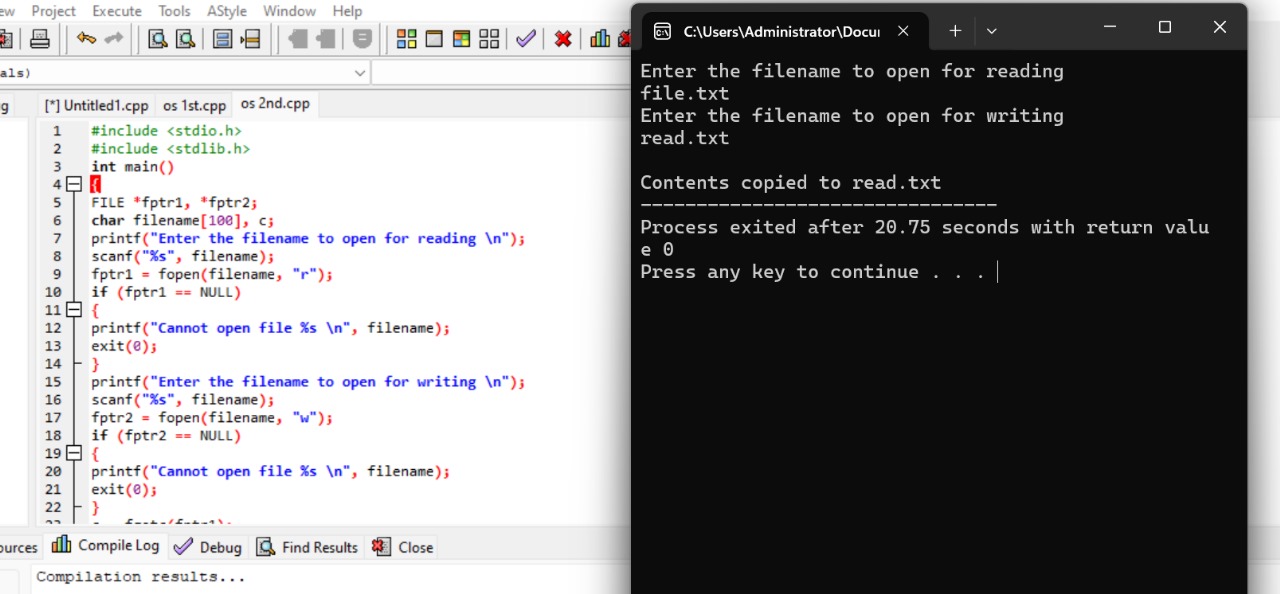 ew Project Execute Tools AStyle Window Help
als)
g [*] Untitled1.cpp os 1st.cpp os 2nd.cpp
1 #include <stdio.h>
2 #include <stdlib.h>
3 int main()
4 {
5 FILE *fptr1, *fptr2;
6 char filename[100], c;
7 printf("Enter the filename to open for reading \n");
8 scanf("%s", filename);
9 fptr1 = fopen(filename, "r");
10 if (fptr1 == NULL)
11 {
12 printf("Cannot open file %s \n", filename);
13 exit(0);
14 }
15 printf("Enter the filename to open for writing \n");
16 scanf("%s", filename);
17 fptr2 = fopen(filename, "w");
18 if (fptr2 == NULL)
19 {
20 printf("Cannot open file %s \n", filename);
21 exit(0);
22 }
ources Compile Log Debug Find Results Close
Compilation results...
C:\Users\Administrator\Docu
Enter the filename to open for reading
file.txt
Enter the filename to open for writing
read.txt
Contents copied to read.txt
--------------------------------
Process exited after 20.75 seconds with return valu
e 0
Press any key to continue . . .